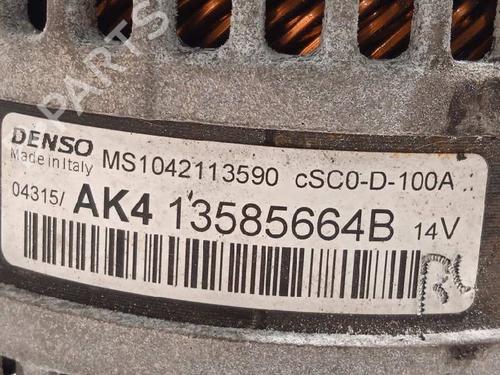 DENSO
Made in Italy MS1042113590 cSC0-D-100A
04315/ AK4 13585664B 14V